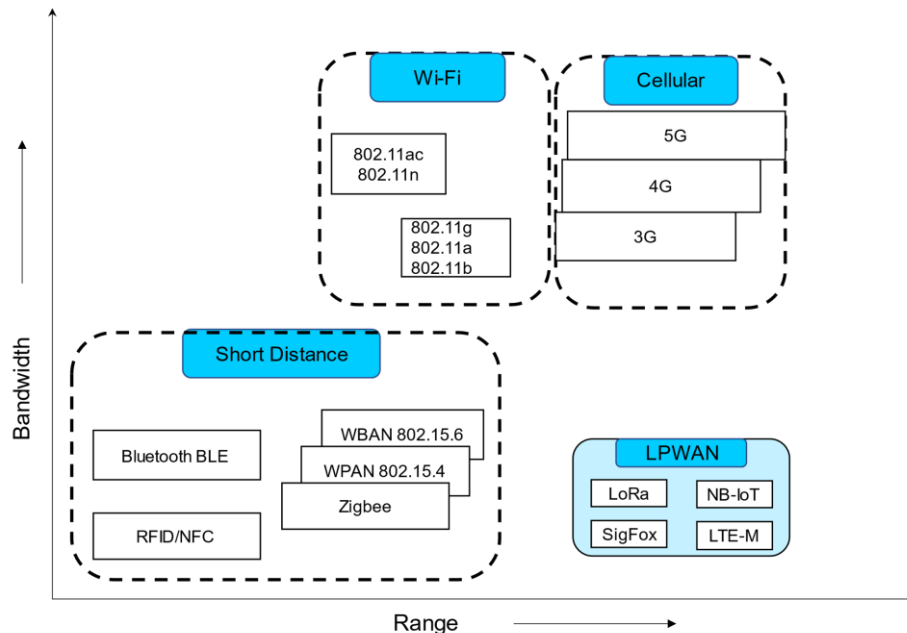 Wi-Fi
Cellular
802.11ac
802.11n
5G
4G
802.11g
802.11a
802.11b
3G
Short Distance
Bandwidth
WBAN 802.15.6
Bluetooth BLE
WPAN 802.15.4
Zigbee
RFID/NFC
LPWAN
LoRa
NB-IoT
SigFox
LTE-M
Range